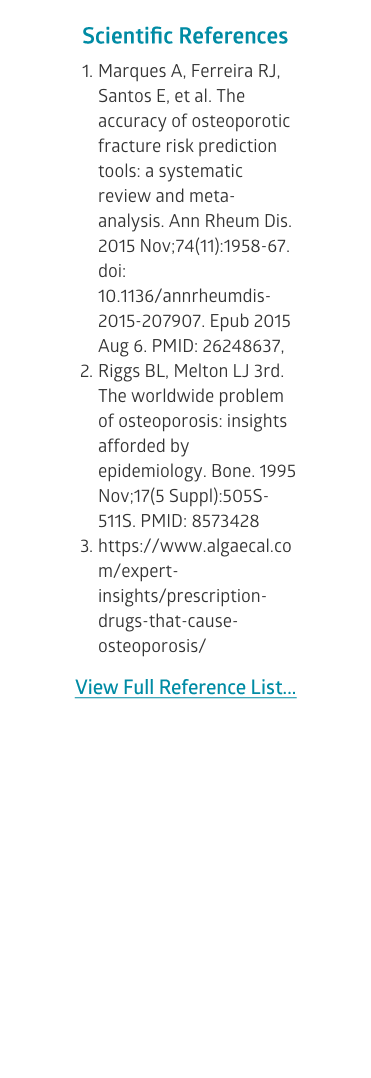 Scientific References
1. Marques A, Ferreira RJ,
Santos E, et al. The
accuracy of osteoporotic
fracture risk prediction
tools: a systematic
review and meta-
analysis. Ann Rheum Dis.
2015 Nov;74(11):1958-67.
doi:
10.1136/annrheumdis-
2015-207907. Epub 2015
Aug 6. PMID: 26248637,
2. Riggs BL, Melton LJ 3rd.
The worldwide problem
of osteoporosis: insights
afforded by
epidemiology. Bone. 1995
Nov;17(5 Suppl):505S-
511S. PMID: 8573428
3. https://www.algaecal.co
m/expert-
insights/prescription-
drugs-that-cause-
osteoporosis/
View Full Reference List...